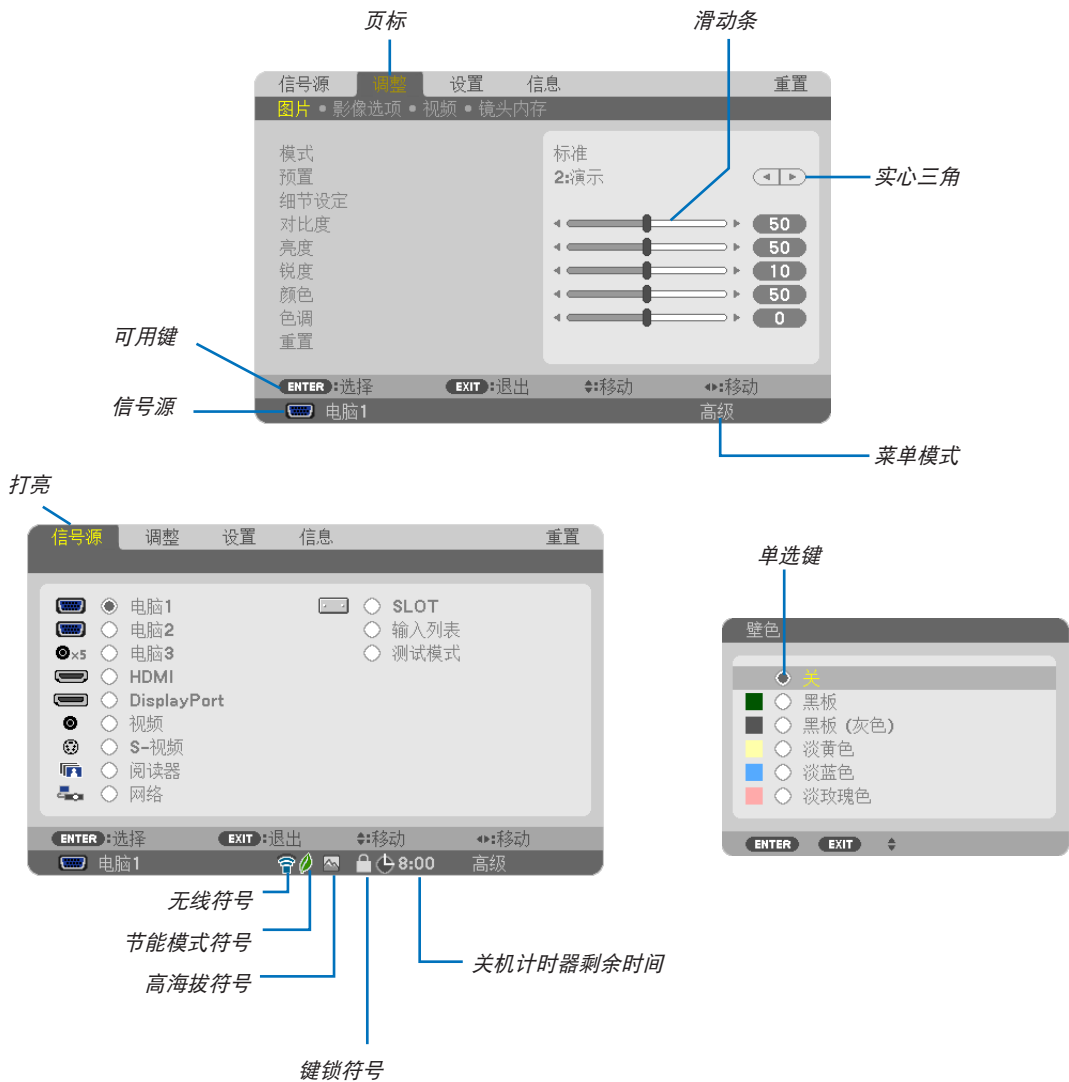 页标
滑动条
信号源 调整 设置 信息 重置
图片 • 影像选项 • 视频 • 镜头内存
模式 标准
预置 2:演示
实心三角
细节设定
对比度 50
亮度 50
锐度 10
颜色 50
色调 0
重置
可用键
ENTER:选择 EXIT:退出 :移动 :移动
信号源
电脑1 高级
菜单模式
打亮
信号源 调整 设置 信息 重置
电脑1 SLOT
电脑2 输入列表
×5 电脑3 测试模式
HDMI
DisplayPort
视频
S-视频
阅读器
网络
ENTER:选择 EXIT:退出 :移动 :移动
电脑1 8:00 高级
单选键
壁色
关
黑板
黑板 (灰色)
淡黄色
淡蓝色
淡玫瑰色
ENTER EXIT
无线符号
节能模式符号
高海拔符号
关机计时器剩余时间
键锁符号